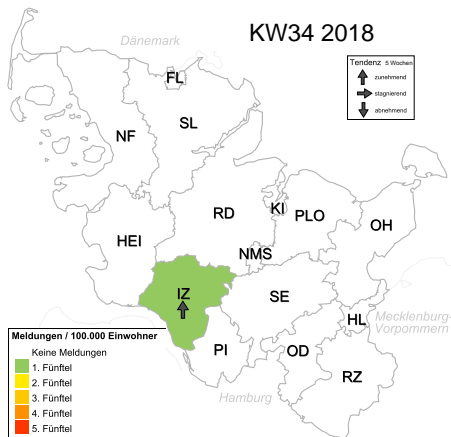 KW34 2018
Dänemark
Tendenz 5 Wochen
zunehmend
stagnierend
abnehmend
FL
SL
NF
RD
KI
PLO
OH
HEI
NMS
IZ
SE
HL
Mecklenburg-
Vorpommern
PI
OD
RZ
Hamburg
Meldungen / 100.000 Einwohner
Keine Meldungen
1. Fünftel
2. Fünftel
3. Fünftel
4. Fünftel
5. Fünftel